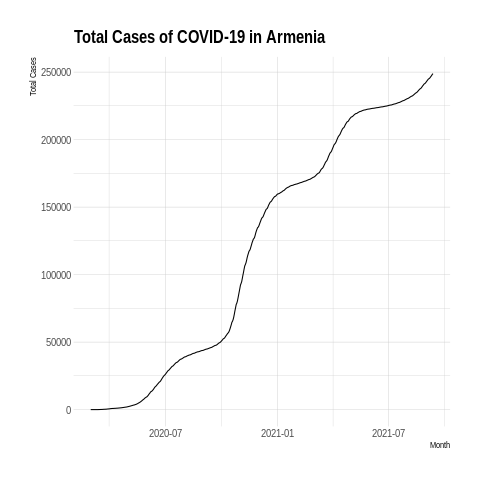 Total Cases of COVID-19 in Armenia
Total Cases
250000
200000
150000
100000
50000
0
2020-07 2021-01 2021-07
Month